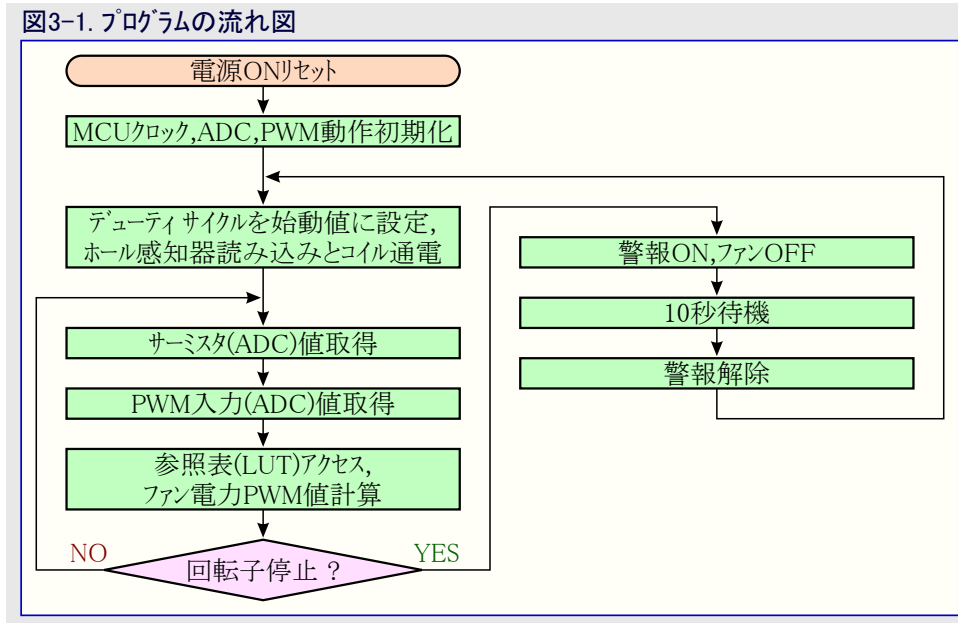 図3-1. プログラムの流れ図
電源ONリセット
MCUクロック,ADC,PWM動作初期化
デューティ サイクルを始動値に設定,
ホール感知器読み込みとコイル通電
サーミスタ(ADC)値取得
PWM入力(ADC)値取得
参照表(LUT)アクセス,
ファン電力PWM値計算
回転子停止 ?
NO
YES
警報ON,ファンOFF
10秒待機
警報解除